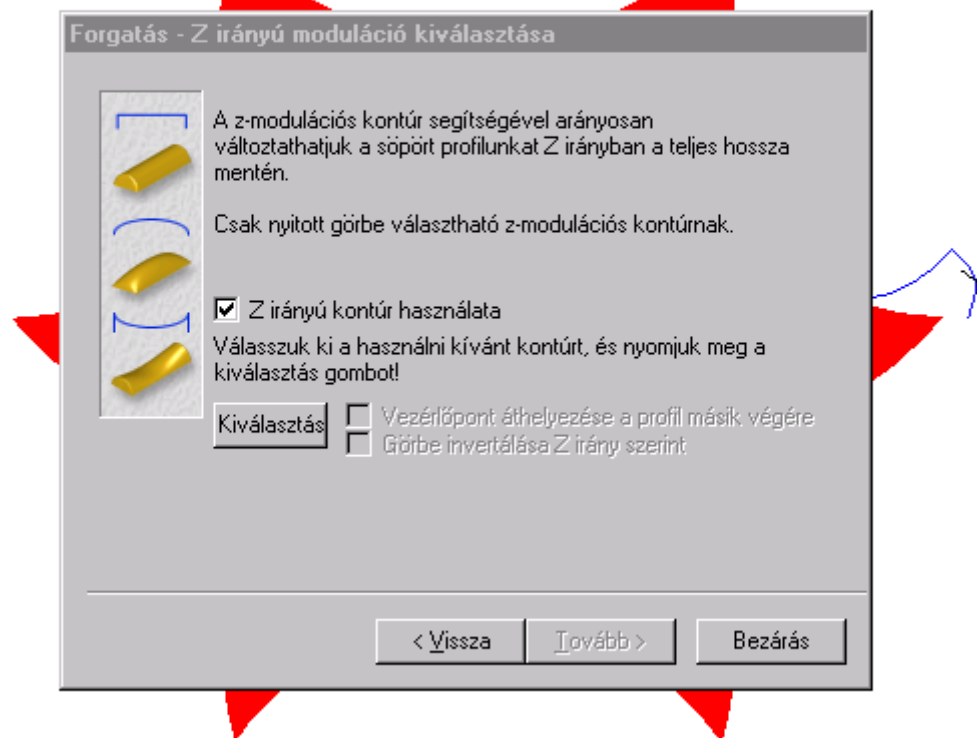 Forgatás - Z irányú moduláció kiválasztása
A z-modulációs kontúr segítségével arányosan
változtathatjuk a söpört profilunkat Z irányban a teljes hossza
mentén.
Csak nyitott görbe választható z-modulációs kontúrnak.
Z irányú kontúr használata
Válasszuk ki a használni kívánt kontúrt, és nyomjuk meg a
kiválasztás gombot!
Kiválasztás
Vezérlőpont áthelyezése a profil másik végére
Görbe invertálása Z irány szerint
< Vissza
Tovább >
Bezárás